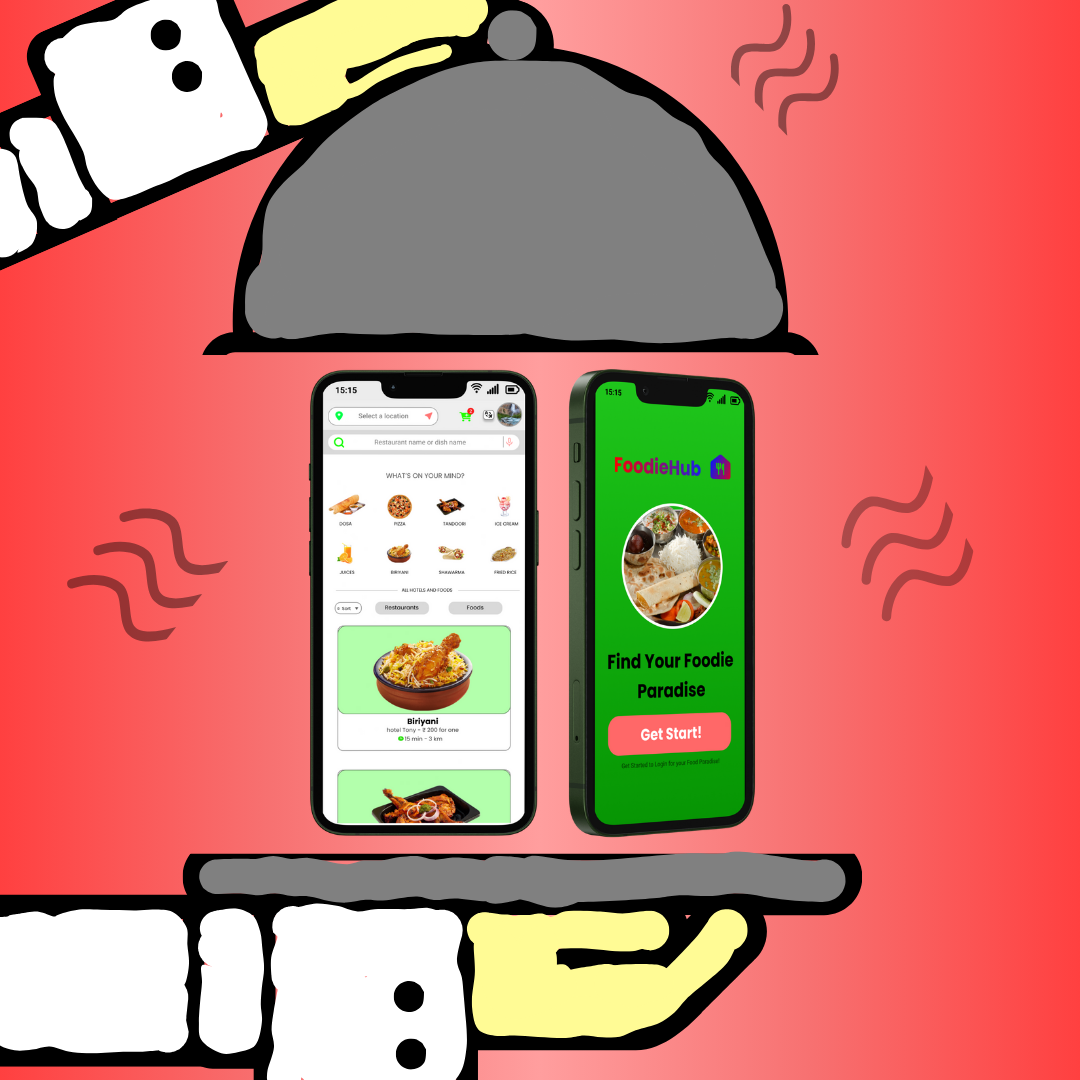 15:15
Select a location
Restaurant name or dish name
WHAT'S ON YOUR MIND?
DOSA PIZZA TANDOORI ICE CREAM
JUICES BIRIYANI SHAWARMA FRIED RICE
ALL HOTELS AND FOODS
Sort Restaurants Foods
Biriyani
hotel Tony - ₹ 200 for one
15 min - 3 km
15:15
FoodieHub
Find Your Foodie
Paradise
Get Start!
Get Started to Login for your Food Paradise!